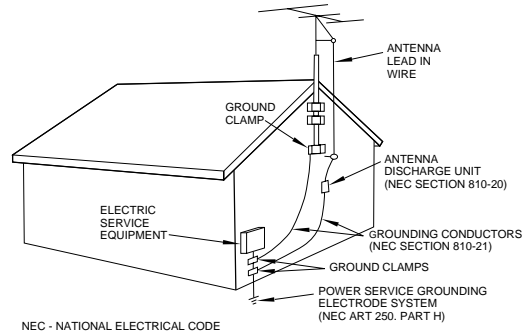 ANTENNA
LEAD IN
WIRE
GROUND
CLAMP
ANTENNA
DISCHARGE UNIT
(NEC SECTION 810-20)
ELECTRIC
SERVICE
EQUIPMENT
GROUNDING CONDUCTORS
(NEC SECTION 810-21)
GROUND CLAMPS
POWER SERVICE GROUNDING
ELECTRODE SYSTEM
(NEC ART 250. PART H)
NEC - NATIONAL ELECTRICAL CODE